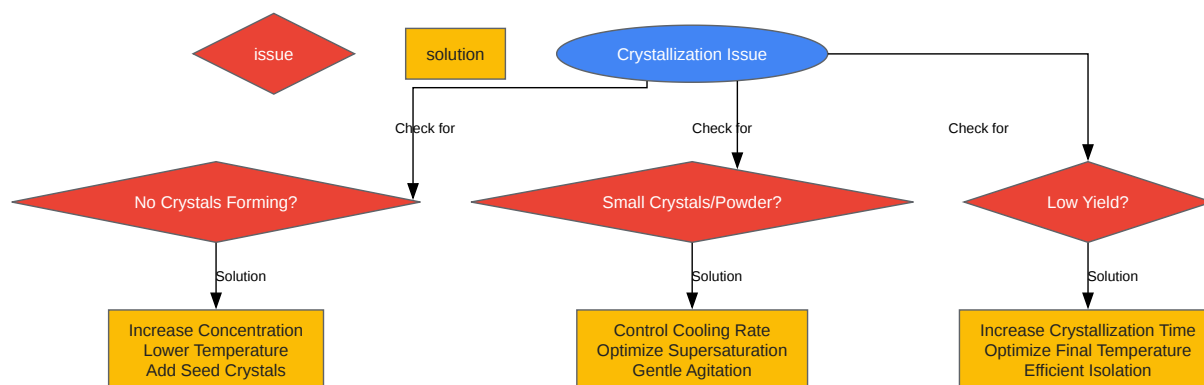 issue
solution
Crystallization Issue
Check for
Check for
Check for
No Crystals Forming?
Small Crystals/Powder?
Low Yield?
Solution
Solution
Solution
Increase Concentration
Lower Temperature
Add Seed Crystals
Control Cooling Rate
Optimize Supersaturation
Gentle Agitation
Increase Crystallization Time
Optimize Final Temperature
Efficient Isolation